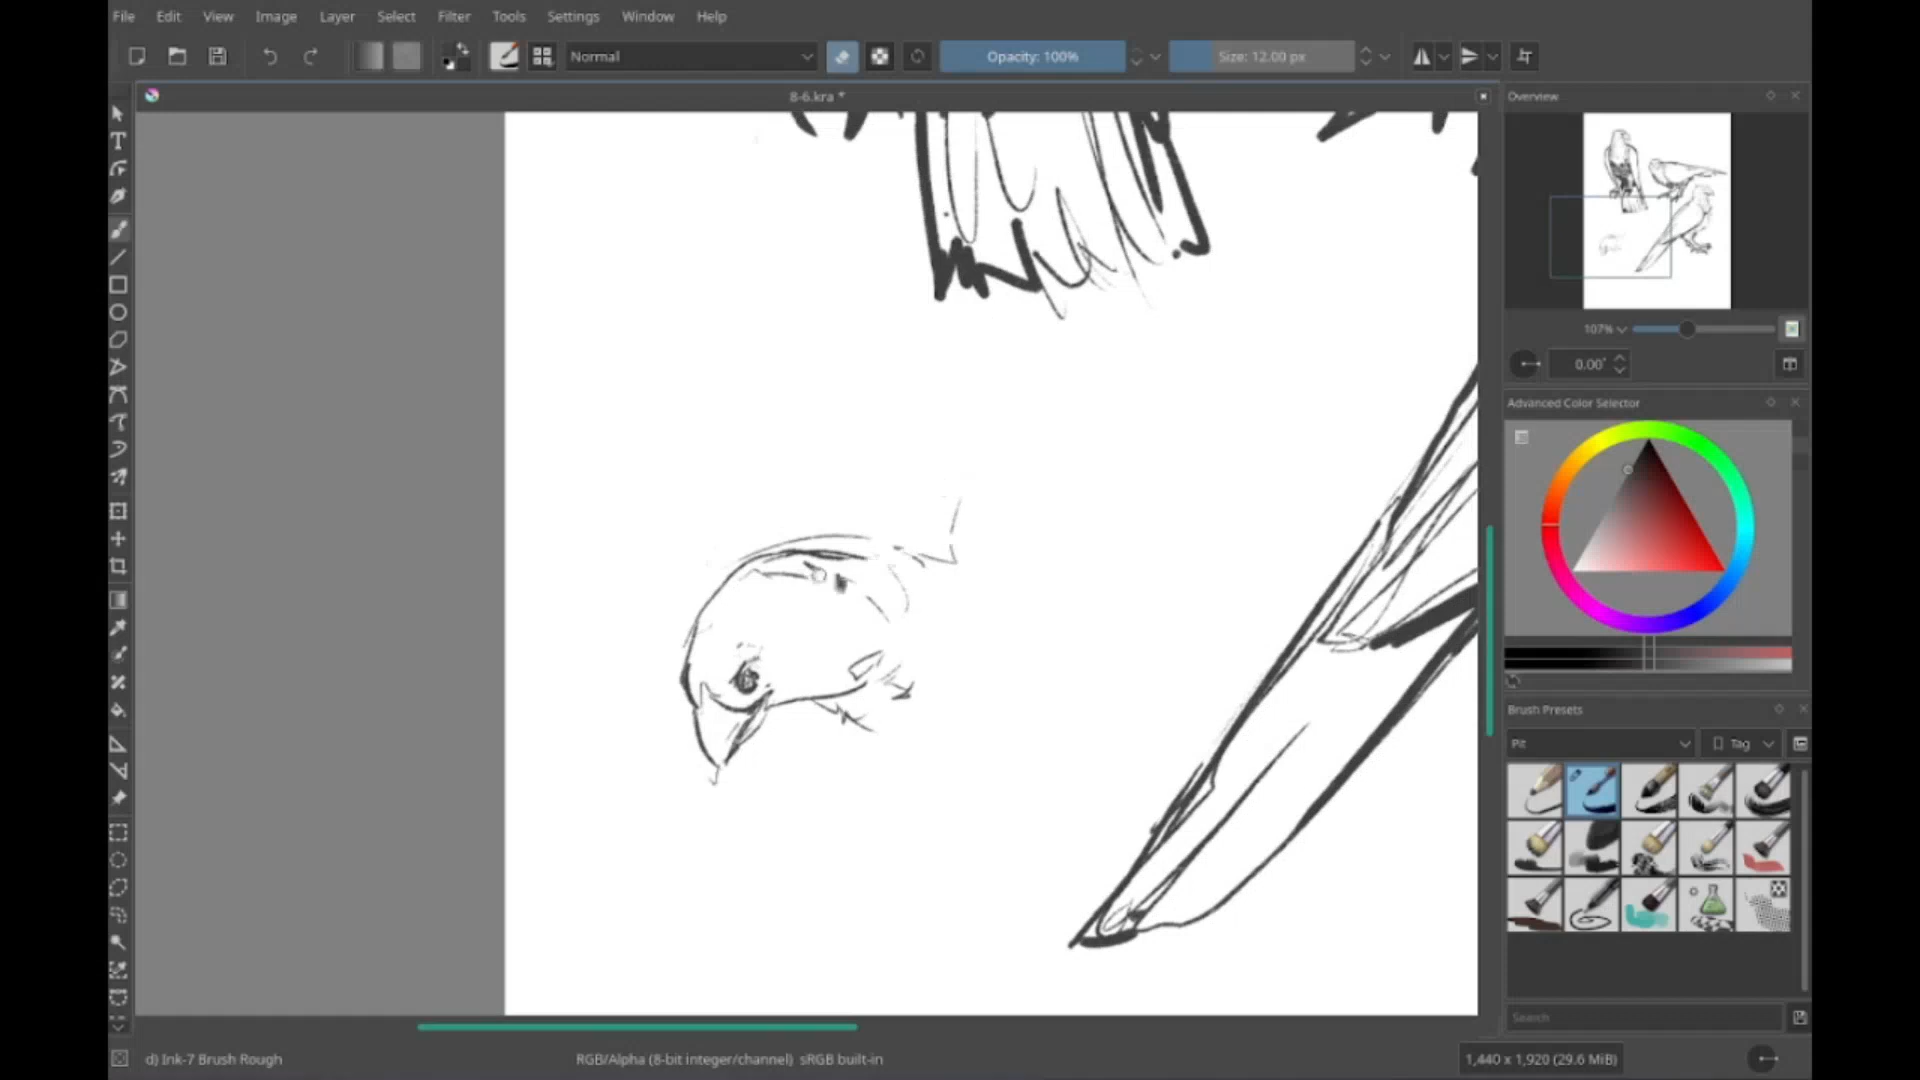 File Edit View Image Layer Select Filter Tools Settings Window Help
Normal Opacity: 100% Size: 12.00 px
8-6.kra *
Overview
107%
0.00°
Advanced Color Selector
Brush Presets
Pit Tag
Search
d) Ink-7 Brush Rough RGB/Alpha (8-bit integer/channel) sRGB built-in 1,440 x 1,920 (29.6 MiB)